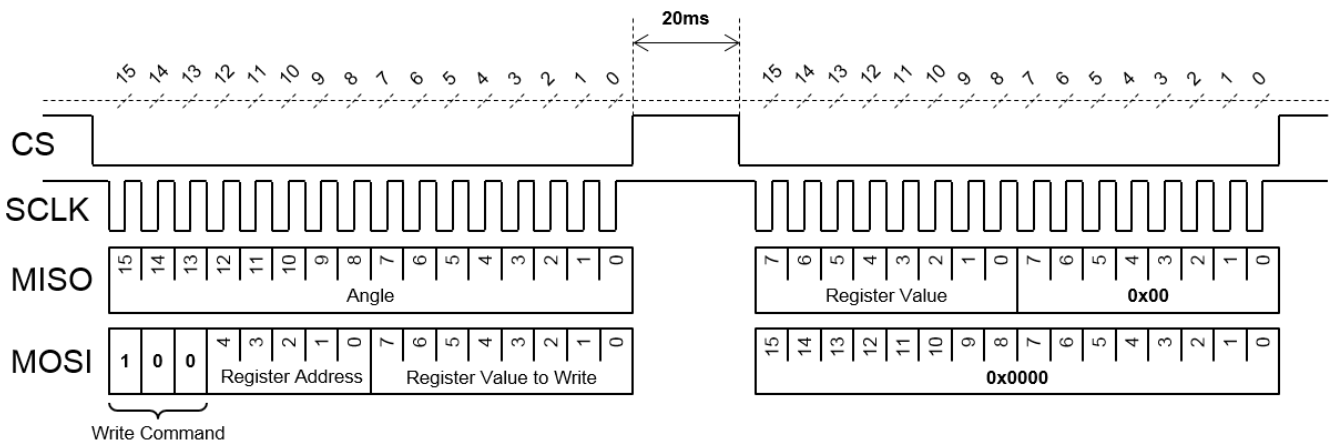 20ms
15 14 13 12 11 10 9 8 7 6 5 4 3 2 1 0 15 14 13 12 11 10 9 8 7 6 5 4 3 2 1 0
CS
SCLK
MISO 15 14 13 12 11 10 9 8 7 6 5 4 3 2 1 0 7 6 5 4 3 2 1 0 7 6 5 4 3 2 1 0
Angle Register Value 0x00
MOSI 1 0 0 4 3 2 1 0 7 6 5 4 3 2 1 0 15 14 13 12 11 10 9 8 7 6 5 4 3 2 1 0
Register Address Register Value to Write 0x0000
Write Command